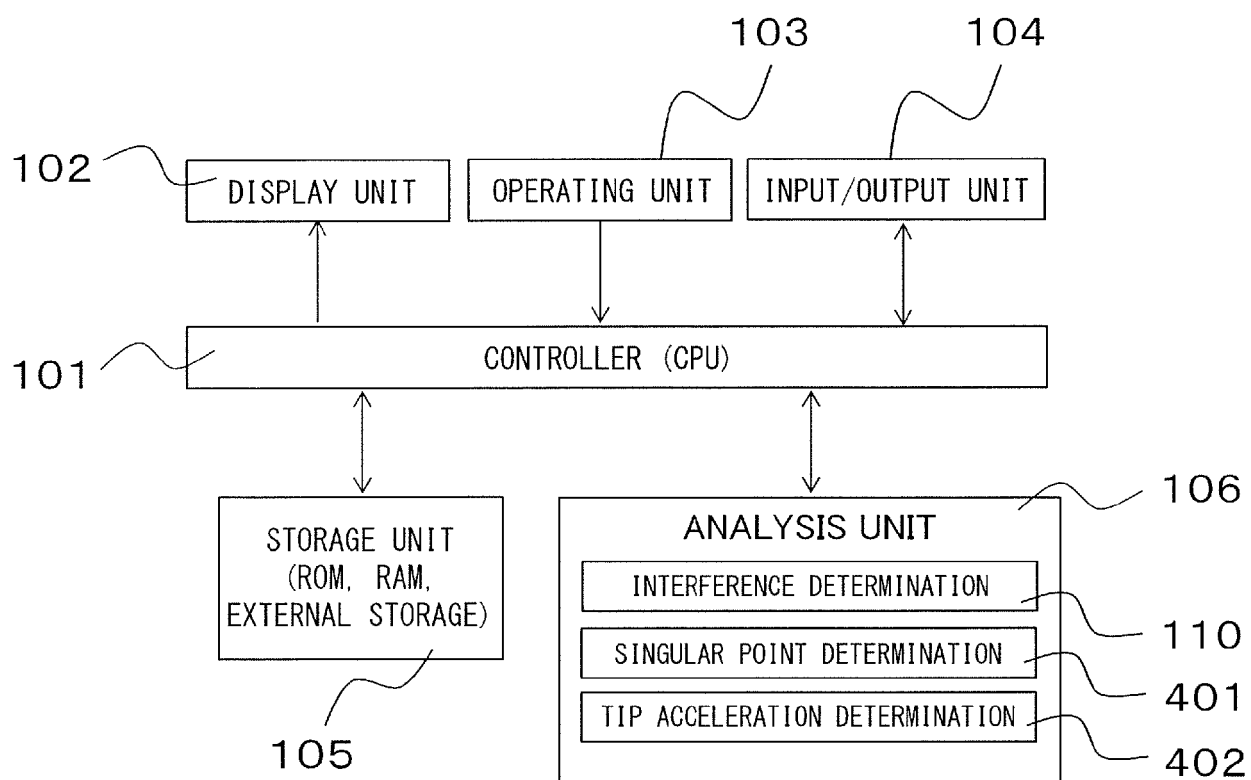 103
104
102
DISPLAY UNIT
OPERATING UNIT
INPUT/OUTPUT UNIT
101
CONTROLLER (CPU)
STORAGE UNIT
(ROM, RAM,
EXTERNAL STORAGE)
105
ANALYSIS UNIT
106
INTERFERENCE DETERMINATION
110
SINGULAR POINT DETERMINATION
401
TIP ACCELERATION DETERMINATION
402